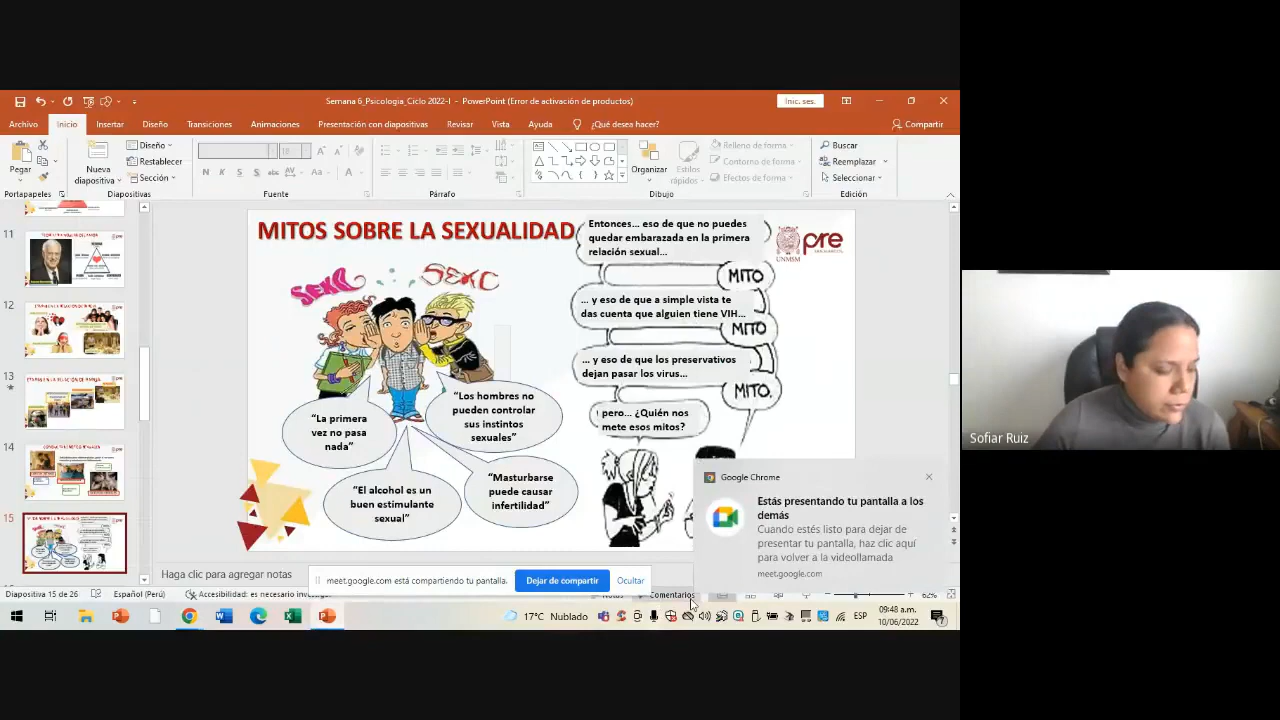 Semana 6_Psicologia_Ciclo 2022-I - PowerPoint (Error de activación de productos)
Inic. ses.
Archivo Inicio Insertar Diseño Transiciones Animaciones Presentación con diapositivas Revisar Vista Ayuda ¿Qué desea hacer? Compartir
Pegar
Nueva
diapositiva
Diseño
Restablecer
Sección
18
N K S S
Aa
A
Organizar
Estilos
rápidos
Relleno de forma
Contorno de forma
Efectos de forma
Buscar
Reemplazar
Seleccionar
Portapapeles Diapositivas Fuente Párrafo Dibujo Edición
11
12
13
14
15
MITOS SOBRE LA SEXUALIDAD
SEXO
SEXO
“La primera
vez no pasa
nada”
“Los hombres no
pueden controlar
sus instintos
sexuales”
“El alcohol es un
buen estimulante
sexual”
“Masturbarse
puede causar
infertilidad”
Entonces... eso de que no puedes
quedar embarazada en la primera
relación sexual...
MITO
... y eso de que a simple vista te
das cuenta que alguien tiene VIH...
MITO
... y eso de que los preservativos
dejan pasar los virus...
MITO.
pero... ¿Quién nos
mete esos mitos?
UNMSM
pre
Google Chrome
Estás presentando tu pantalla a los
demás
Cuando estés listo para dejar de
presentar tu pantalla, haz clic aquí
para volver a la videollamada
meet.google.com
Haga clic para agregar notas
meet.google.com está compartiendo tu pantalla.
Dejar de compartir
Ocultar
Diapositiva 15 de 26
Español (Perú)
Accesibilidad: es necesario investigar
Notas
Comentarios
62%
17°C Nublado
ESP
09:48 a.m.
10/06/2022
Sofiar Ruiz